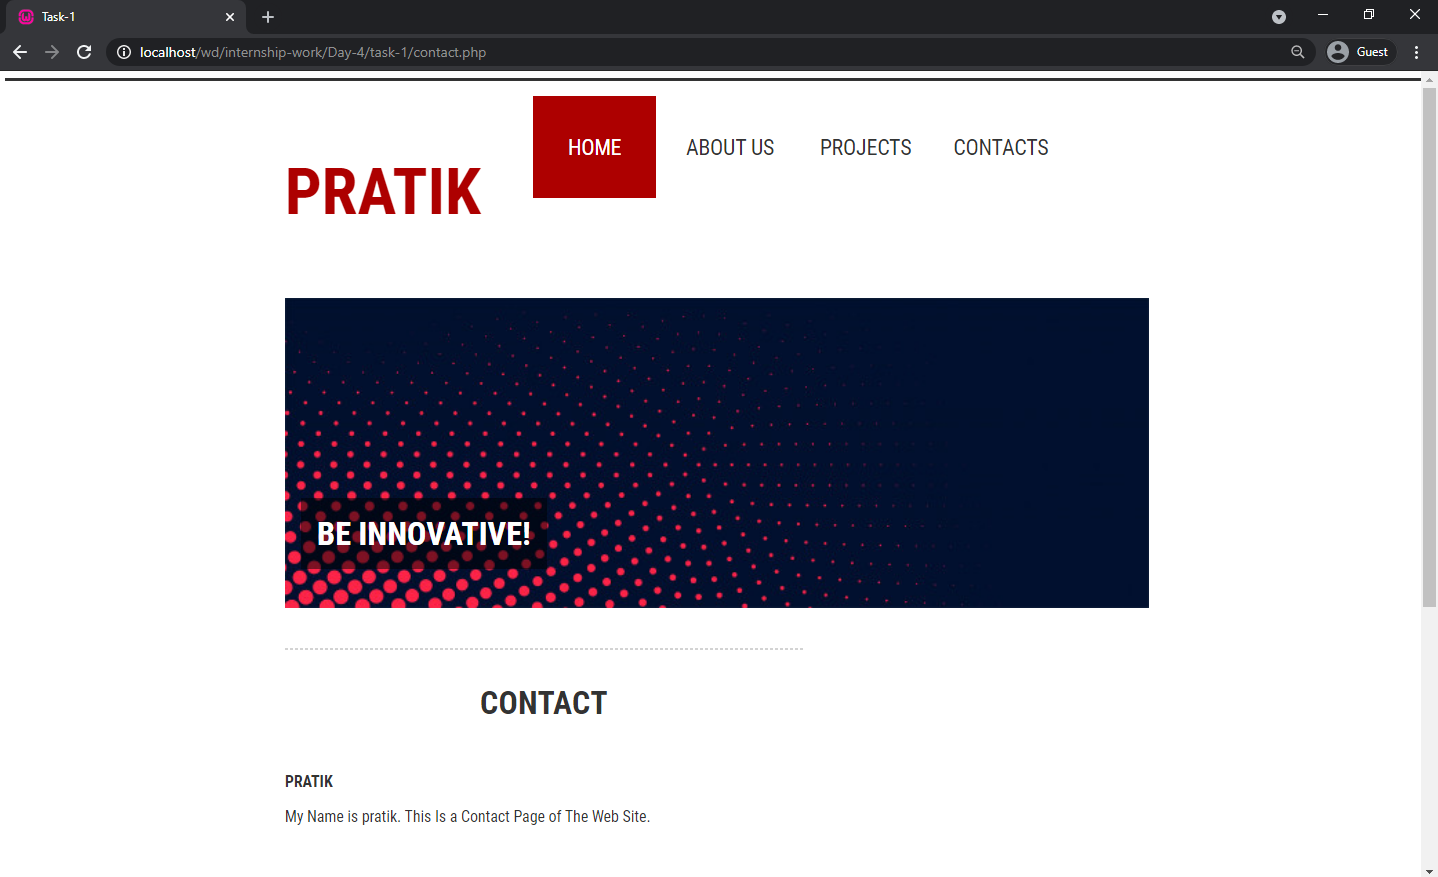 Task-1
localhost/wd/internship-work/Day-4/task-1/contact.php
Guest
PRATIK
HOME ABOUT US PROJECTS CONTACTS
BE INNOVATIVE!
CONTACT
PRATIK
My Name is pratik. This Is a Contact Page of The Web Site.